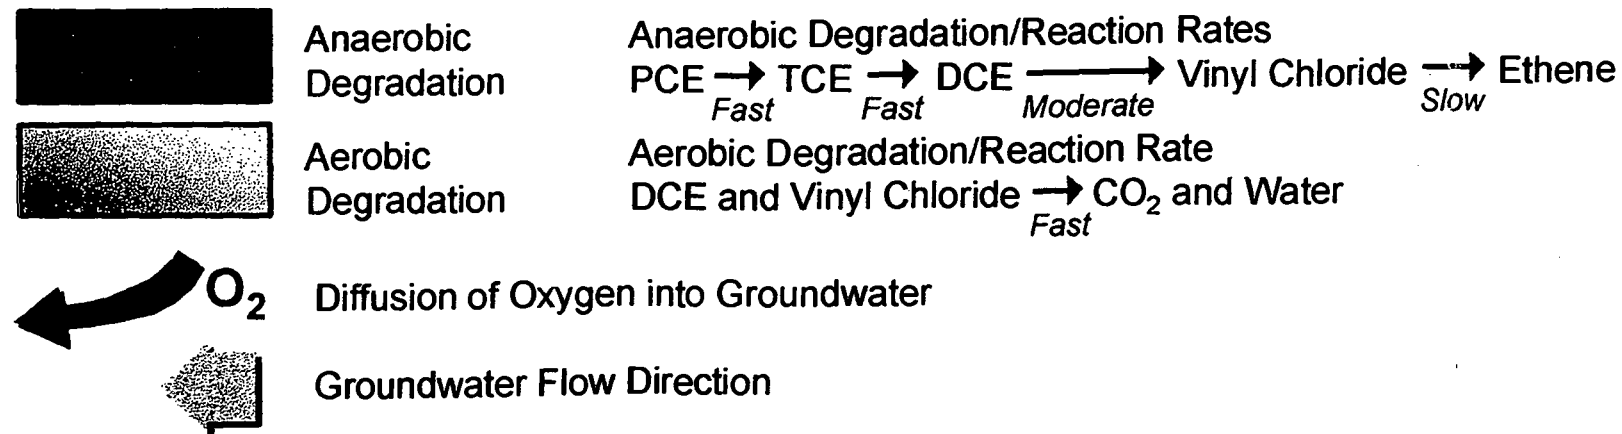 Anaerobic Degradation
Anaerobic Degradation/Reaction Rates
PCE → TCE → DCE → Vinyl Chloride → Ethene
Fast Fast Moderate Slow
Aerobic Degradation
Aerobic Degradation/Reaction Rate
DCE and Vinyl Chloride → CO₂ and Water
Fast
O₂ Diffusion of Oxygen into Groundwater
Groundwater Flow Direction